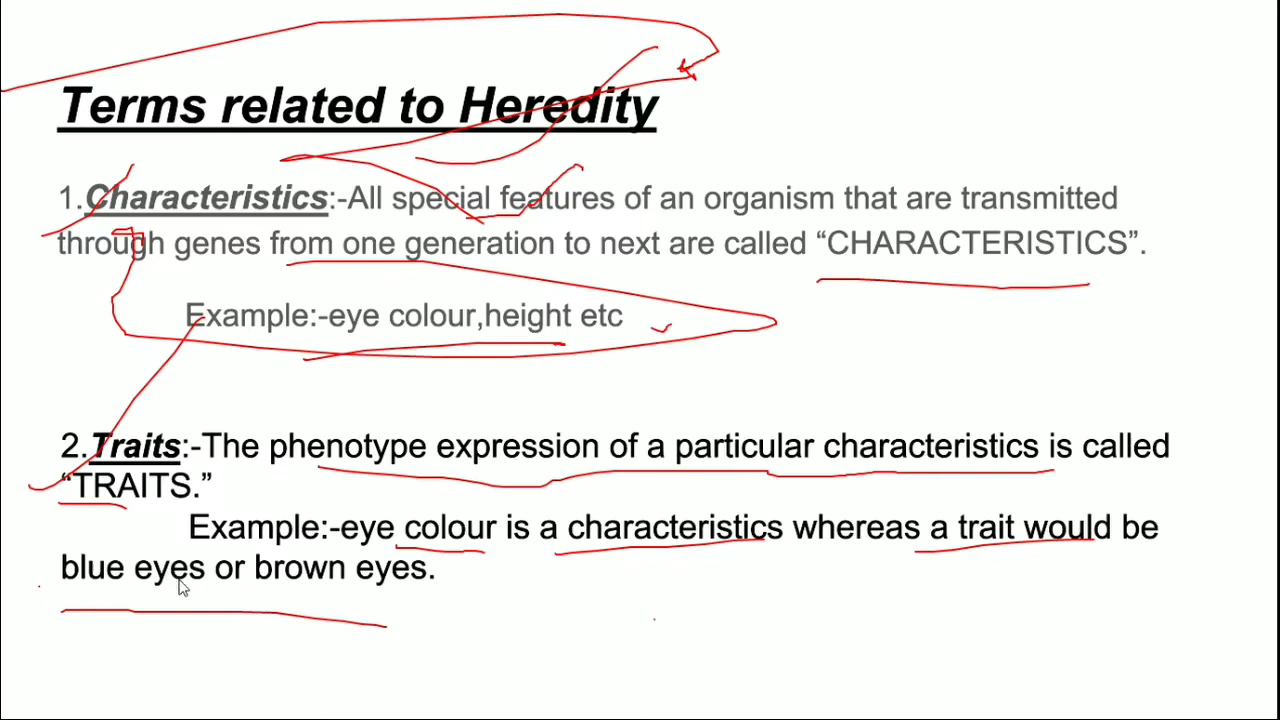 Terms related to Heredity
1.Characteristics:-All special features of an organism that are transmitted
through genes from one generation to next are called “CHARACTERISTICS”.
Example:-eye colour,height etc
2.Traits:-The phenotype expression of a particular characteristics is called
“TRAITS.”
Example:-eye colour is a characteristics whereas a trait would be
blue eyes or brown eyes.